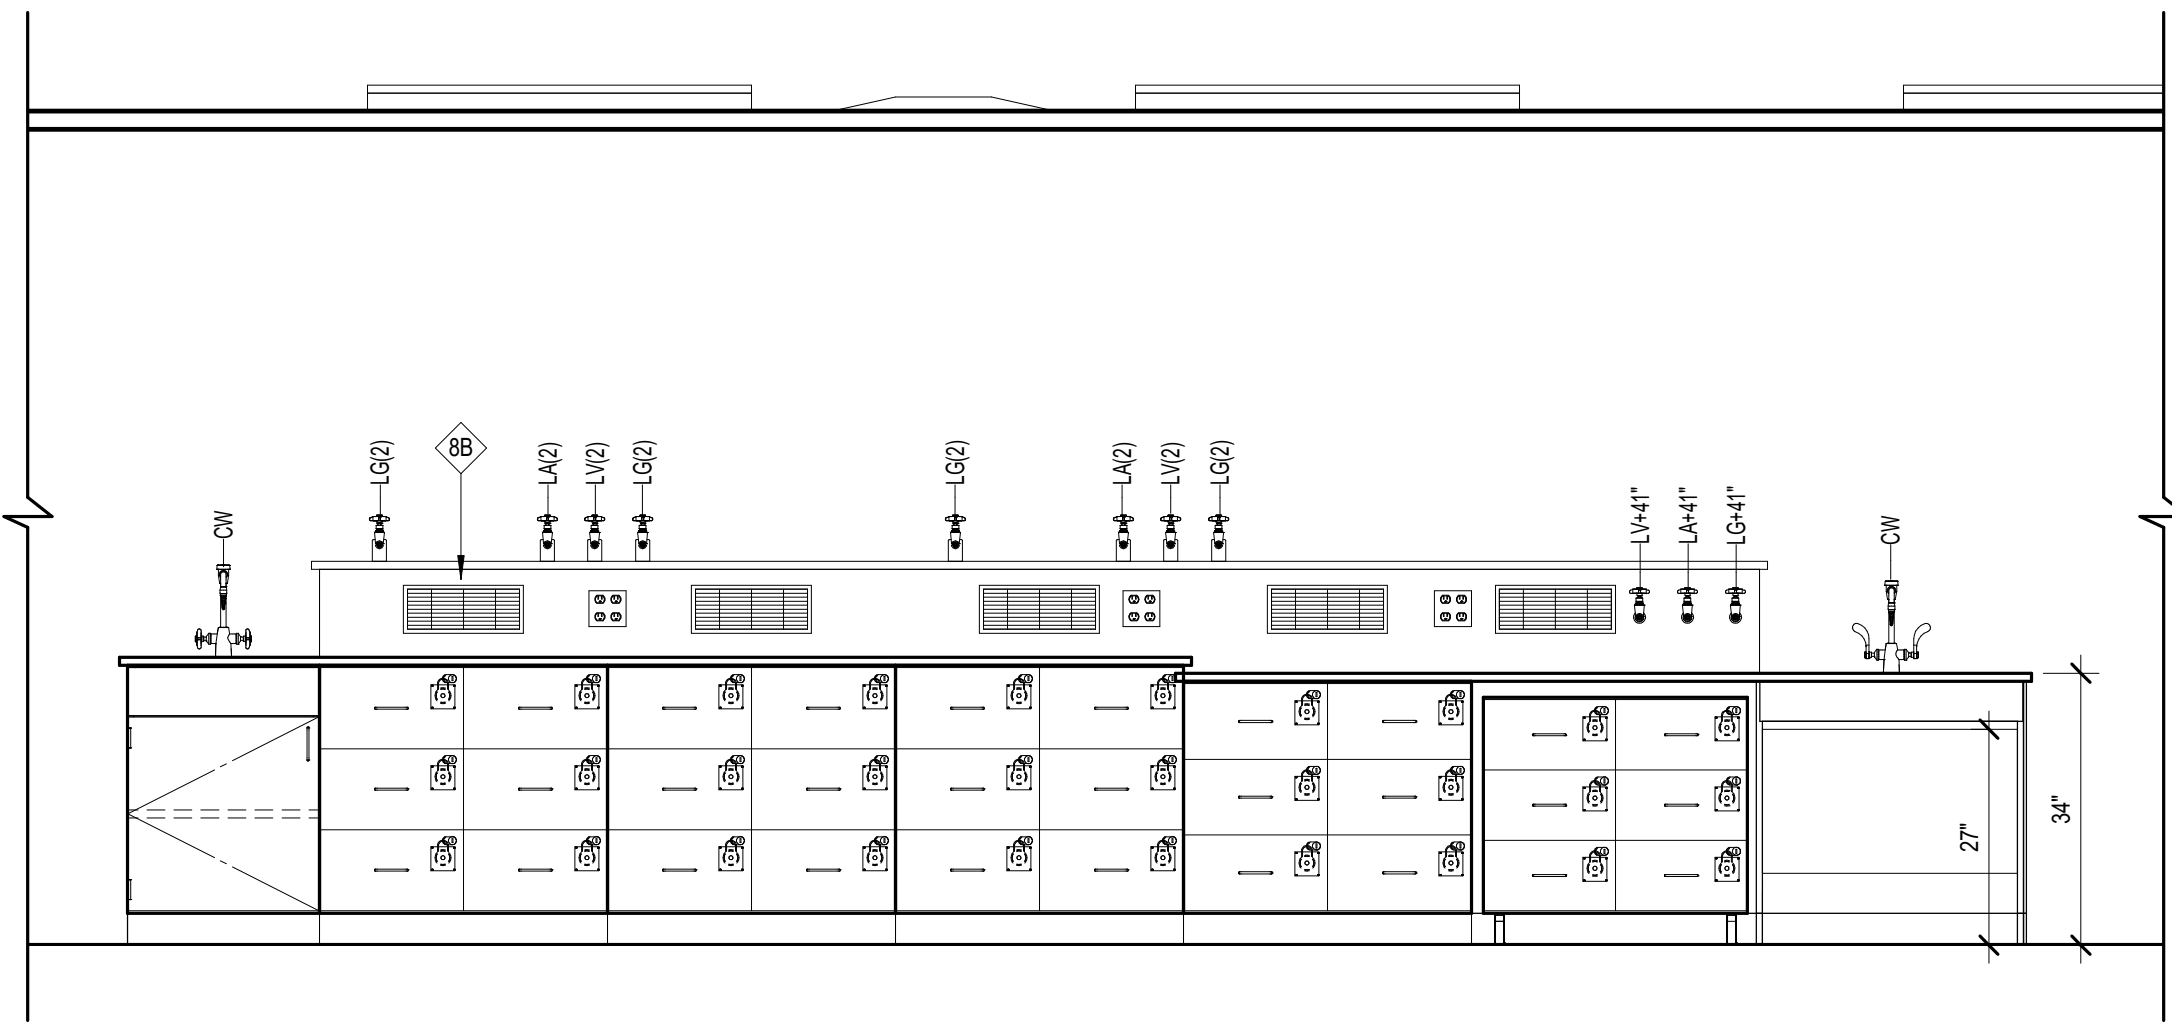 LG(2)
8B
LA(2)
LV(2)
LG(2)
LG(2)
LA(2)
LV(2)
LG(2)
CW
LV+41"
LA+41"
LG+41"
CW
27"
34"